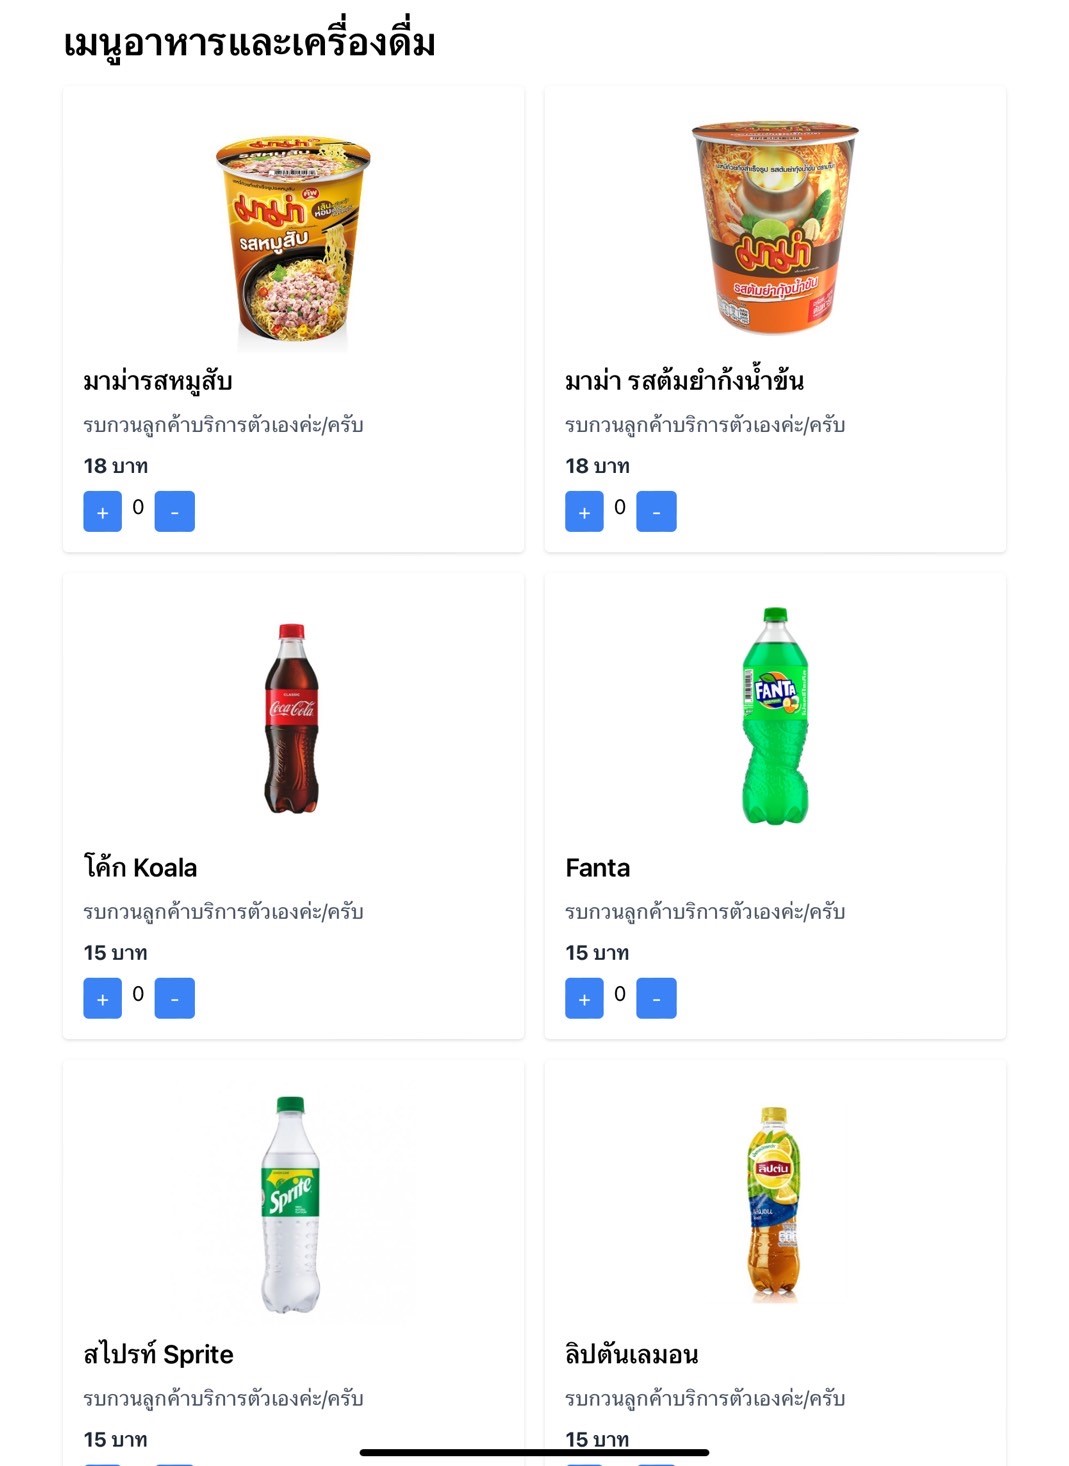 เมนูอาหารและเครื่องดื่ม
มาม่า
รสหมูสับ
มาม่า
รสต้มยำกุ้งน้ำข้น
มาม่ารสหมูสับ
รบกวนลูกค้าบริการตัวเองค่ะ/ครับ
18 บาท
+ 0 -
มาม่า รสต้มยำก้งน้ำข้น
รบกวนลูกค้าบริการตัวเองค่ะ/ครับ
18 บาท
+ 0 -
Coca-Cola
FANTA
โค้ก Koala
รบกวนลูกค้าบริการตัวเองค่ะ/ครับ
15 บาท
+ 0 -
Fanta
รบกวนลูกค้าบริการตัวเองค่ะ/ครับ
15 บาท
+ 0 -
Sprite
ลิปตัน
สไปรท์ Sprite
รบกวนลูกค้าบริการตัวเองค่ะ/ครับ
15 บาท
ลิปตันเลมอน
รบกวนลูกค้าบริการตัวเองค่ะ/ครับ
15 บาท